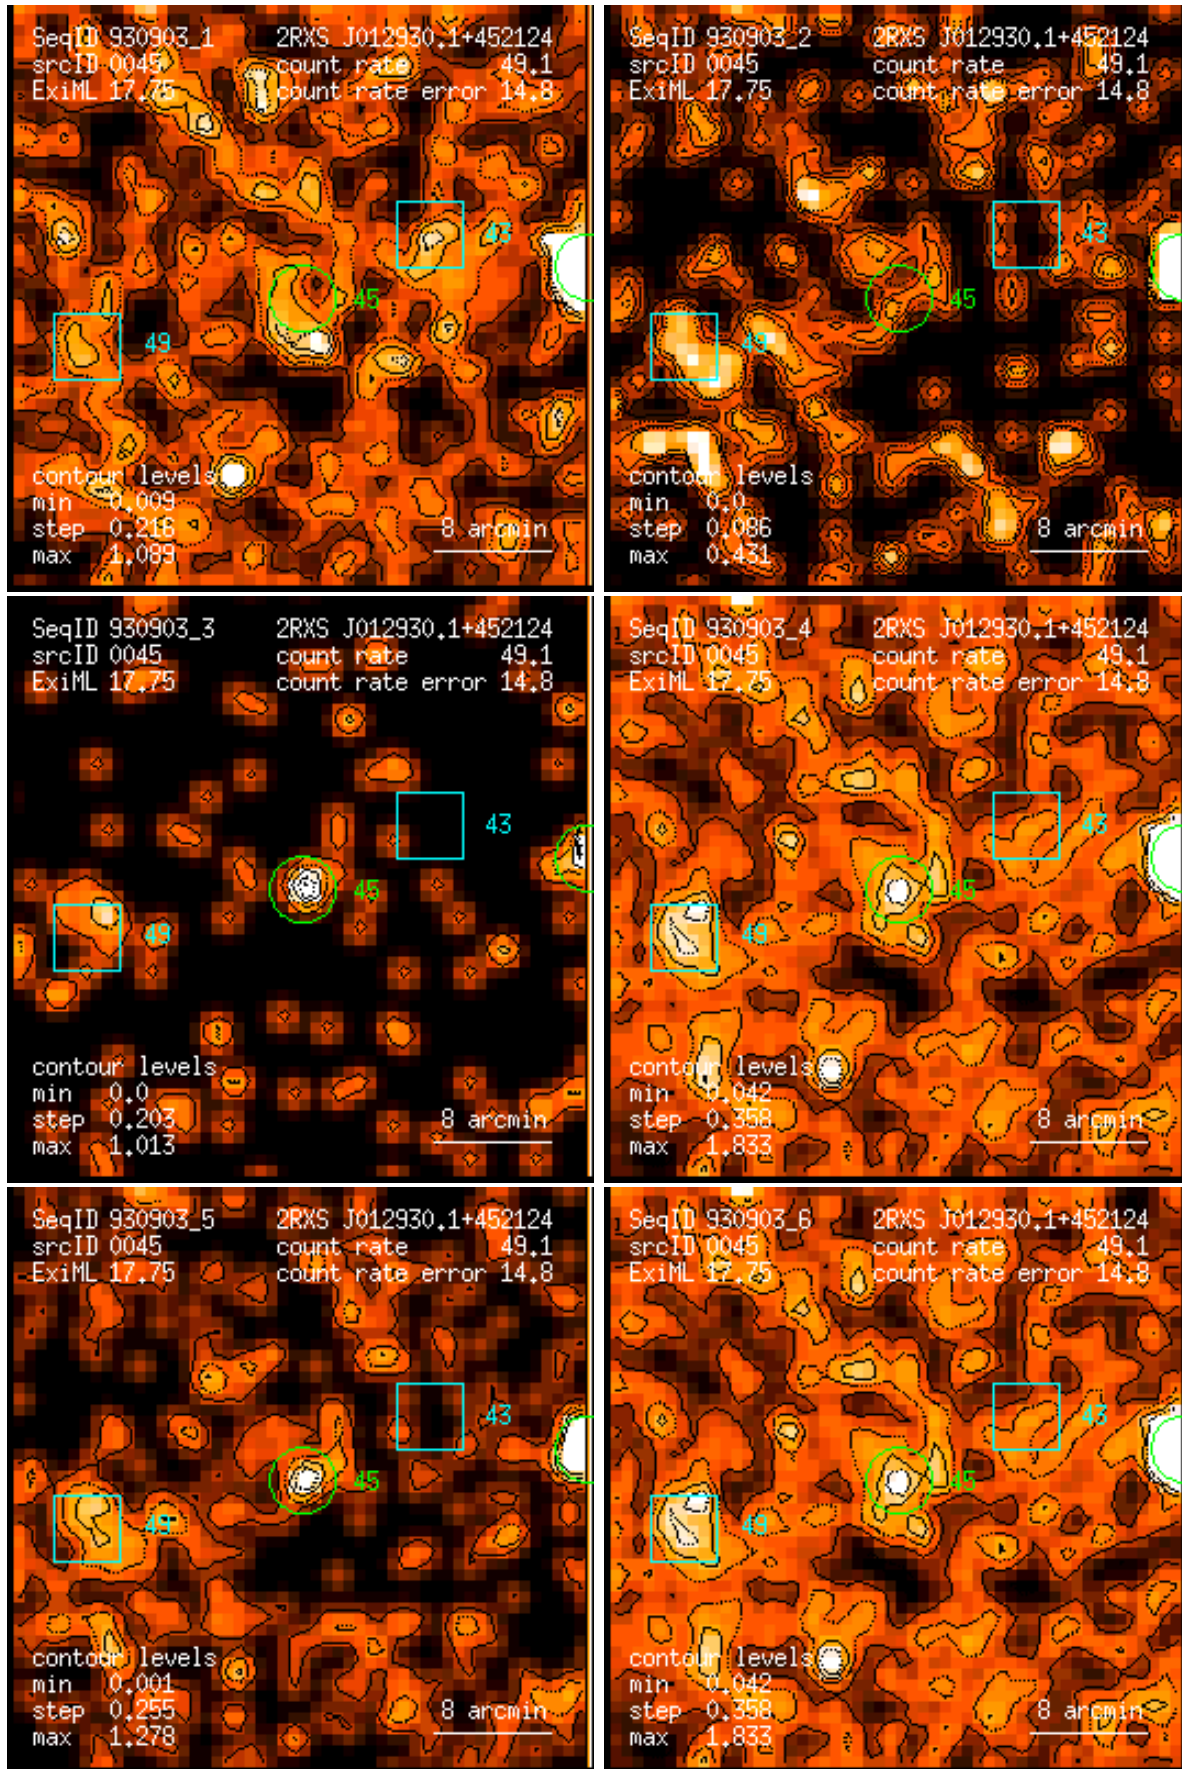 SeqID 930903_1 2RXS J012930.1+452124
srcID 0045 count rate 49.1
ExiML 17.75 count rate error 14.8
43
45
49
contour levels
min 0.009
step 0.216 8 arcmin
max 1.089
SeqID 930903_2 2RXS J012930.1+452124
srcID 0045 count rate 49.1
ExiML 17.75 count rate error 14.8
43
45
49
contour levels
min 0.0
step 0.086 8 arcmin
max 0.431
SeqID 930903_3 2RXS J012930.1+452124
srcID 0045 count rate 49.1
ExiML 17.75 count rate error 14.8
43
45
49
contour levels
min 0.0
step 0.203 8 arcmin
max 1.013
SeqID 930903_4 2RXS J012930.1+452124
srcID 0045 count rate 49.1
ExiML 17.75 count rate error 14.8
43
45
49
contour levels
min 0.042
step 0.358 8 arcmin
max 1.833
SeqID 930903_5 2RXS J012930.1+452124
srcID 0045 count rate 49.1
ExiML 17.75 count rate error 14.8
43
45
49
contour levels
min 0.001
step 0.255 8 arcmin
max 1.278
SeqID 930903_6 2RXS J012930.1+452124
srcID 0045 count rate 49.1
ExiML 17.75 count rate error 14.8
43
45
49
contour levels
min 0.042
step 0.358 8 arcmin
max 1.833